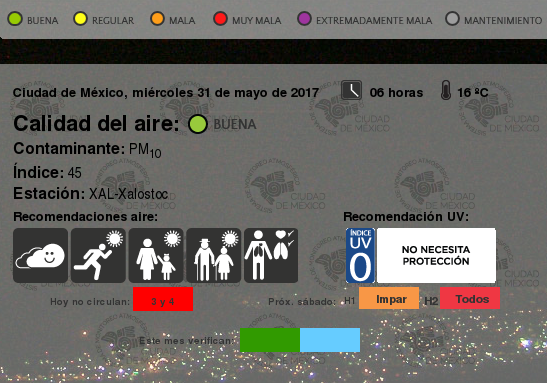 BUENA REGULAR MALA MUY MALA EXTREMADAMENTE MALA MANTENIMIENTO
Ciudad de México, miércoles 31 de mayo de 2017 06 horas 16 ºC
Calidad del aire: BUENA
Contaminante: PM10
Índice: 45
Estación: XAL-Xalostoc
Recomendaciones aire: Recomendación UV:
ÍNDICE
UV
0
NO NECESITA
PROTECCIÓN
Hoy no circulan: 3 y 4 Próx. sábado: H1 Impar H2 Todos
Este mes verifican: